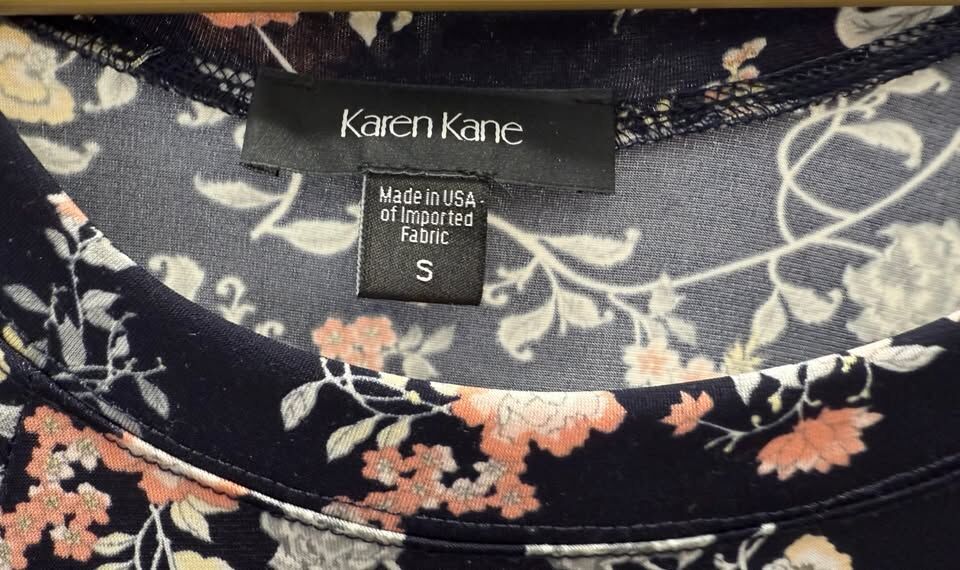 Karen Kane
Made in USA -
of Imported
Fabric
S